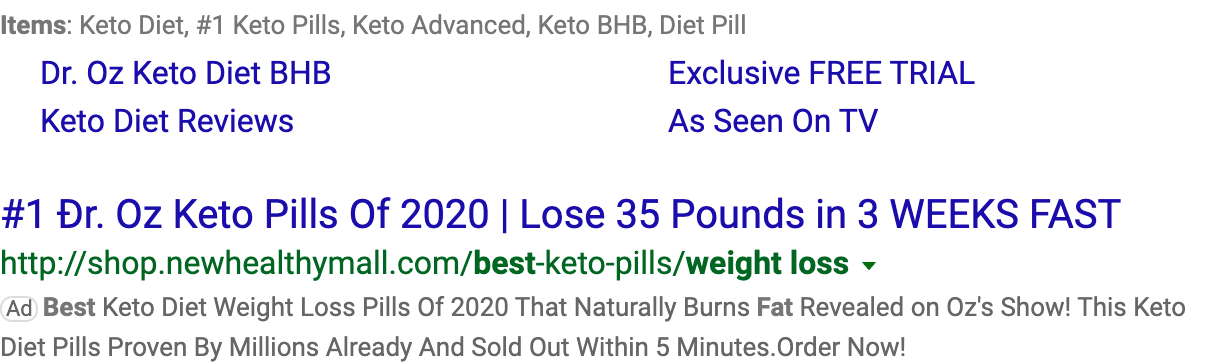 Items: Keto Diet, #1 Keto Pills, Keto Advanced, Keto BHB, Diet Pill
Dr. Oz Keto Diet BHB
Exclusive FREE TRIAL
Keto Diet Reviews
As Seen On TV
#1 Ðr. Oz Keto Pills Of 2020 | Lose 35 Pounds in 3 WEEKS FAST
http://shop.newhealthymall.com/best-keto-pills/weight loss
Ad Best Keto Diet Weight Loss Pills Of 2020 That Naturally Burns Fat Revealed on Oz's Show! This Keto
Diet Pills Proven By Millions Already And Sold Out Within 5 Minutes.Order Now!